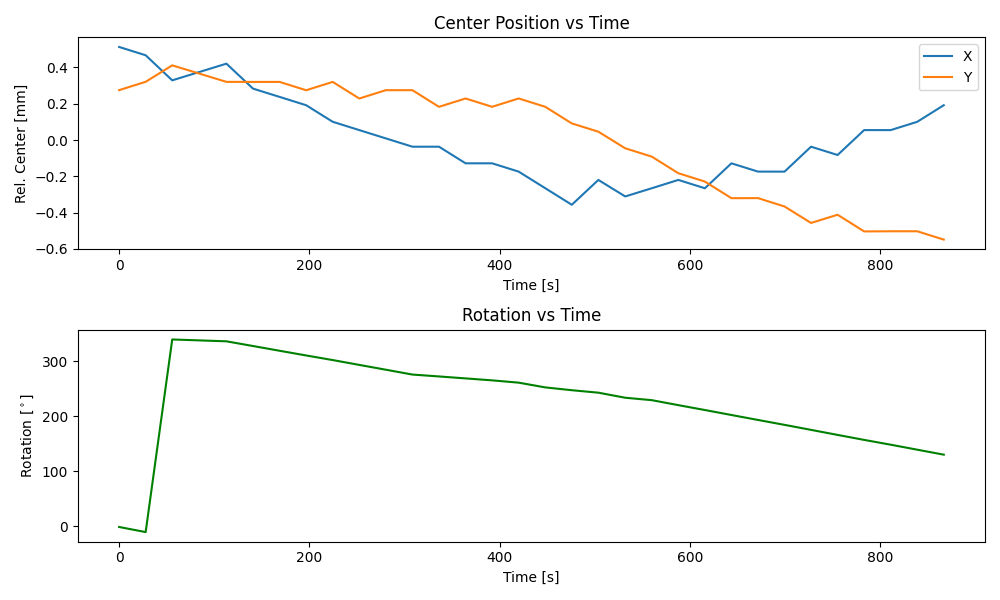 Center Position vs Time
Rel. Center [mm]
0.4
0.2
0.0
−0.2
−0.4
−0.6
X
Y
0
200
400
600
800
Time [s]
Rotation vs Time
Rotation [°]
300
200
100
0
0
200
400
600
800
Time [s]